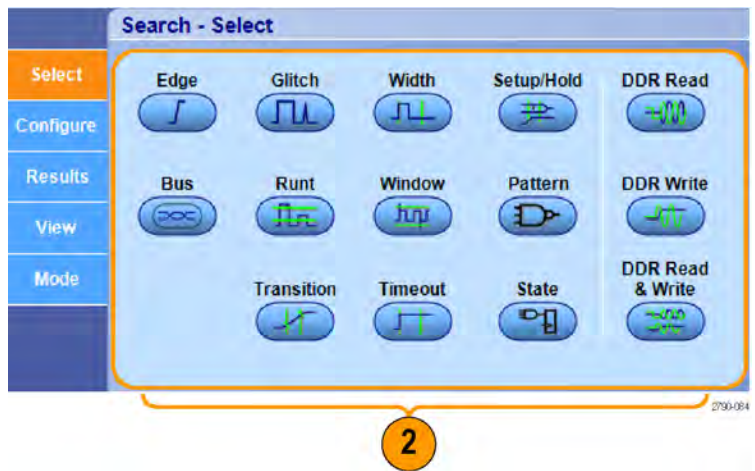 Search - Select
Select
Configure
Results
View
Mode
Edge Glitch Width Setup/Hold DDR Read
Bus Runt Window Pattern DDR Write
Transition Timeout State DDR Read
& Write
2790-084
2